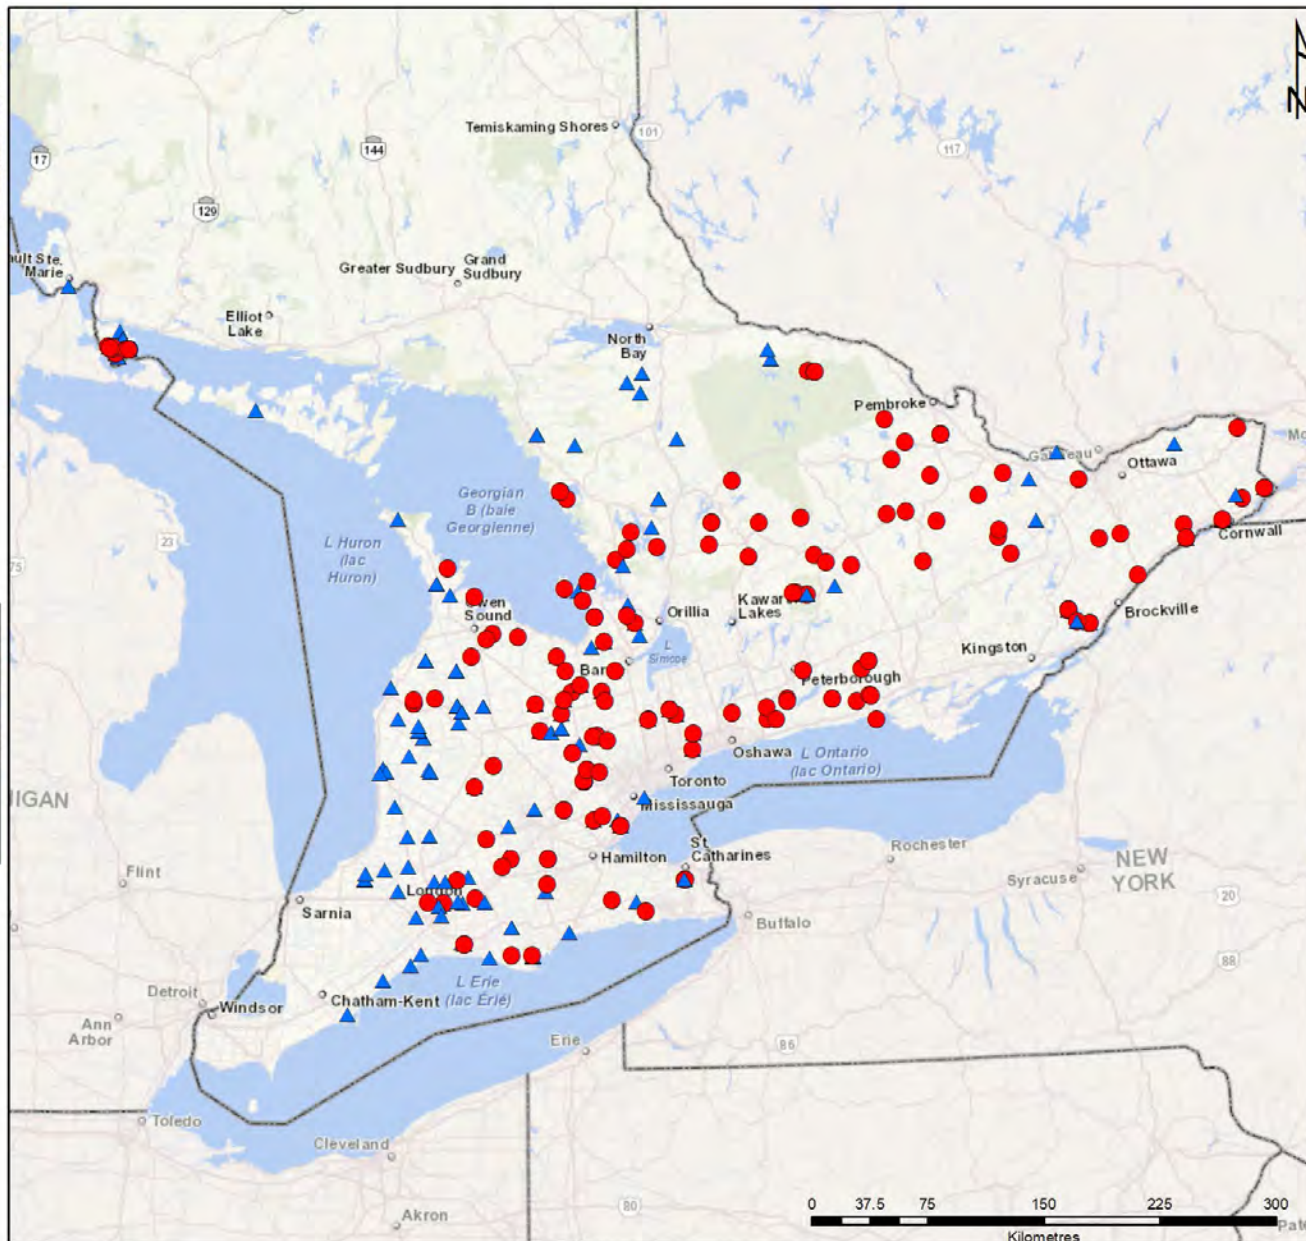 Temiskaming Shores
101
117
17
144
129
ult Ste.
Marie
Greater Sudbury
Grand
Sudbury
Elliot
Lake
North
Bay
Pembroke
Ottawa
Georgian
B (baie
Georgienne)
Cornwall
L Huron
(lac
Huron)
23
75
Sound
Orillia
Lakes
Brockville
L
Simcoe
Kingston
Peterborough
Oshawa
L Ontario
(lac Ontario)
Toronto
IGAN
Mississauga
Hamilton
St
Catharines
Rochester
NEW
YORK
Syracuse
Flint
London
Sarnia
20
Buffalo
88
Detroit
Windsor
Chatham-Kent
L Erie
(lac Érié)
Ann
Arbor
Erie
86
Toledo
Cleveland
80
Akron
0 37.5 75 150 225 300
Kilometres
N